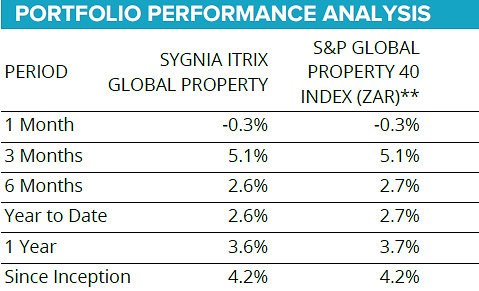 PORTFOLIO PERFORMANCE ANALYSIS
PERIOD SYGNIA ITRIX GLOBAL PROPERTY S&P GLOBAL PROPERTY 40 INDEX (ZAR)**
1 Month -0.3% -0.3%
3 Months 5.1% 5.1%
6 Months 2.6% 2.7%
Year to Date 2.6% 2.7%
1 Year 3.6% 3.7%
Since Inception 4.2% 4.2%